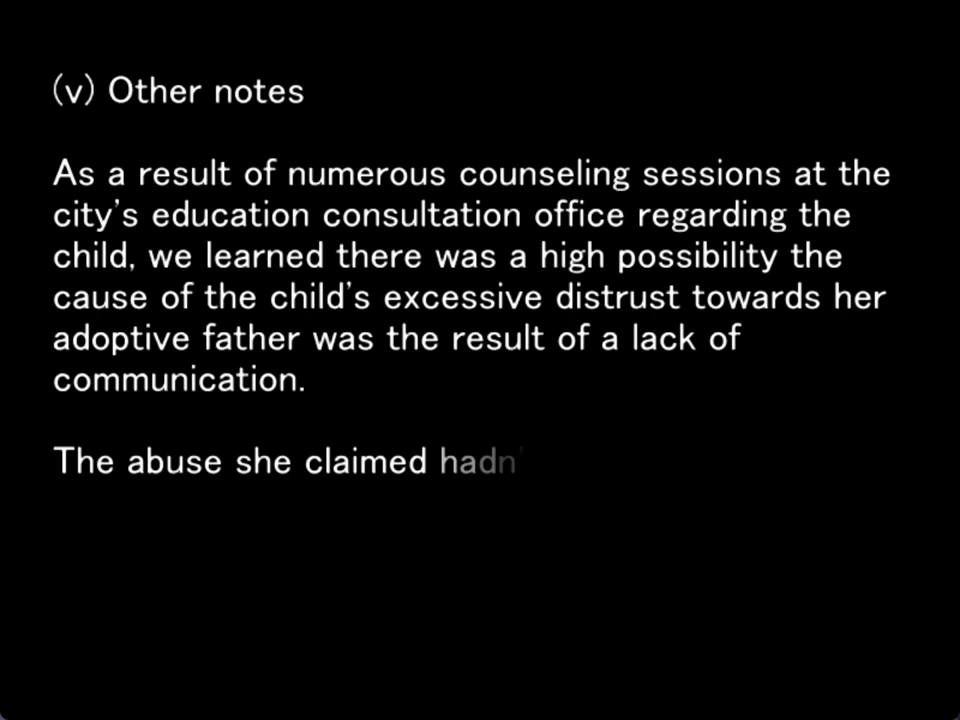 (v) Other notes
As a result of numerous counseling sessions at the
city's education consultation office regarding the
child, we learned there was a high possibility the
cause of the child's excessive distrust towards her
adoptive father was the result of a lack of
communication.
The abuse she claimed hadn'